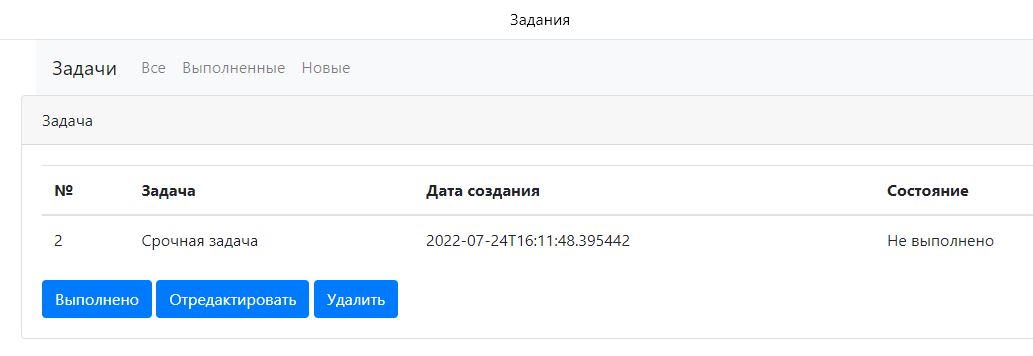 Задания
Задачи Все Выполненные Новые
Задача
№ Задача Дата создания Состояние
2 Срочная задача 2022-07-24T16:11:48.395442 Не выполнено
Выполнено Отредактировать Удалить